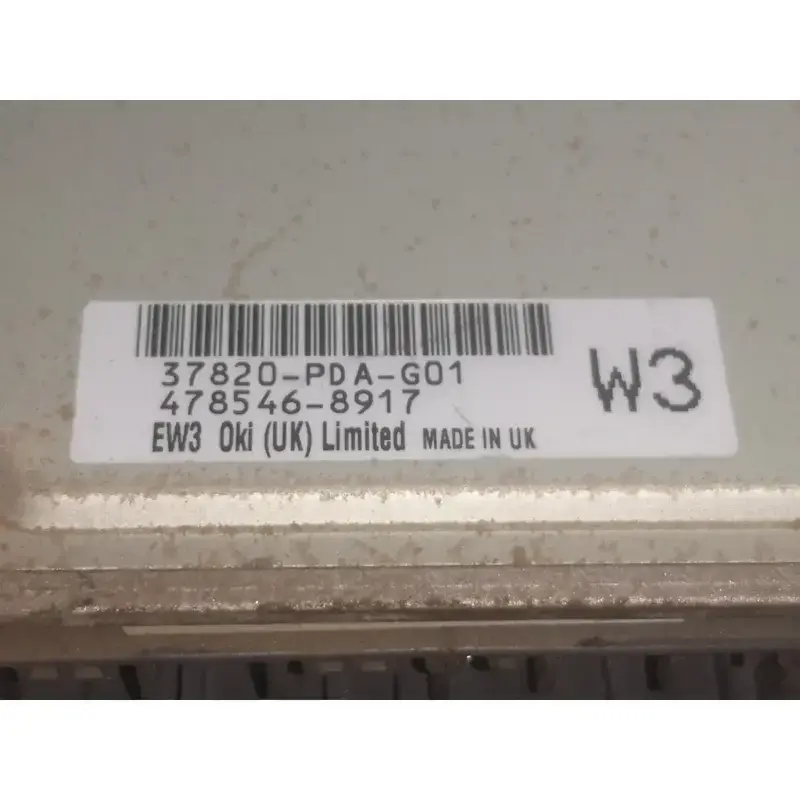 37820-PDA-G01
478546-8917
EW3 Oki (UK) Limited MADE IN UK
W3